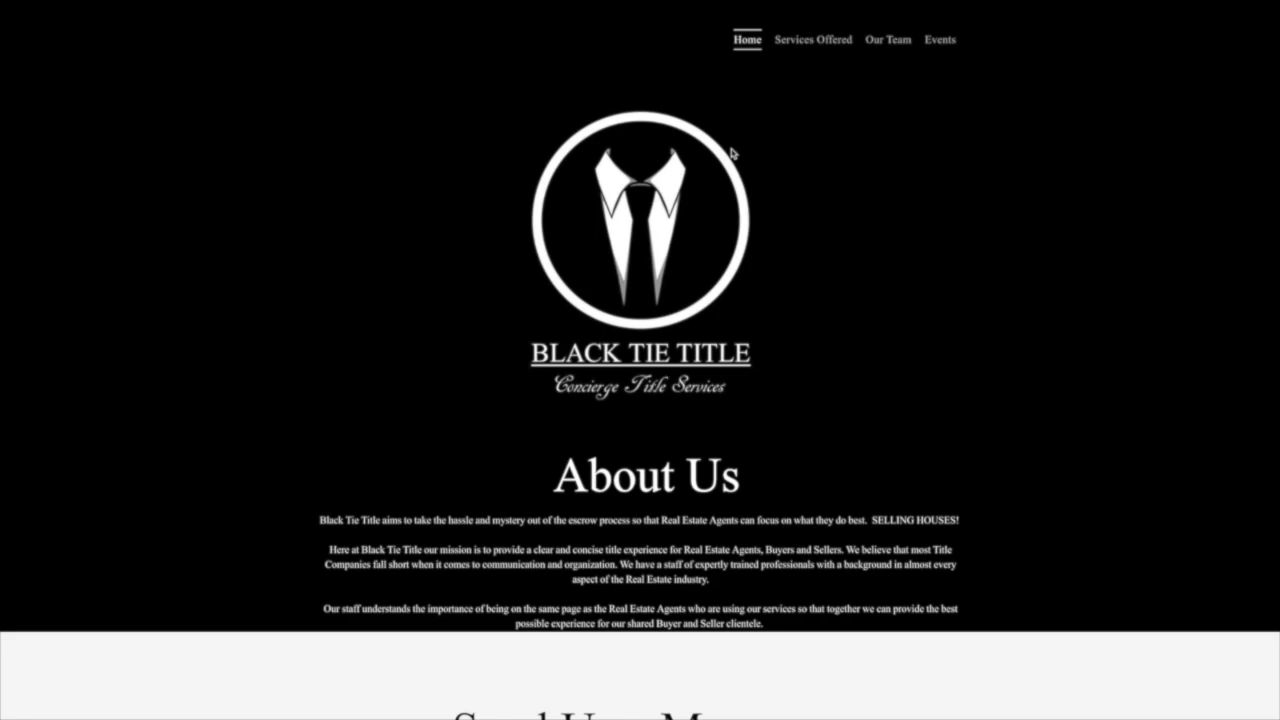 Home Services Offered Our Team Events
BLACK TIE TITLE
Concierge Title Services
About Us
Black Tie Title aims to take the hassle and mystery out of the escrow process so that Real Estate Agents can focus on what they do best. SELLING HOUSES!
Here at Black Tie Title our mission is to provide a clear and concise title experience for Real Estate Agents, Buyers and Sellers. We believe that most Title
Companies fall short when it comes to communication and organization. We have a staff of expertly trained professionals with a background in almost every
aspect of the Real Estate industry.
Our staff understands the importance of being on the same page as the Real Estate Agents who are using our services so that together we can provide the best
possible experience for our shared Buyer and Seller clientele.